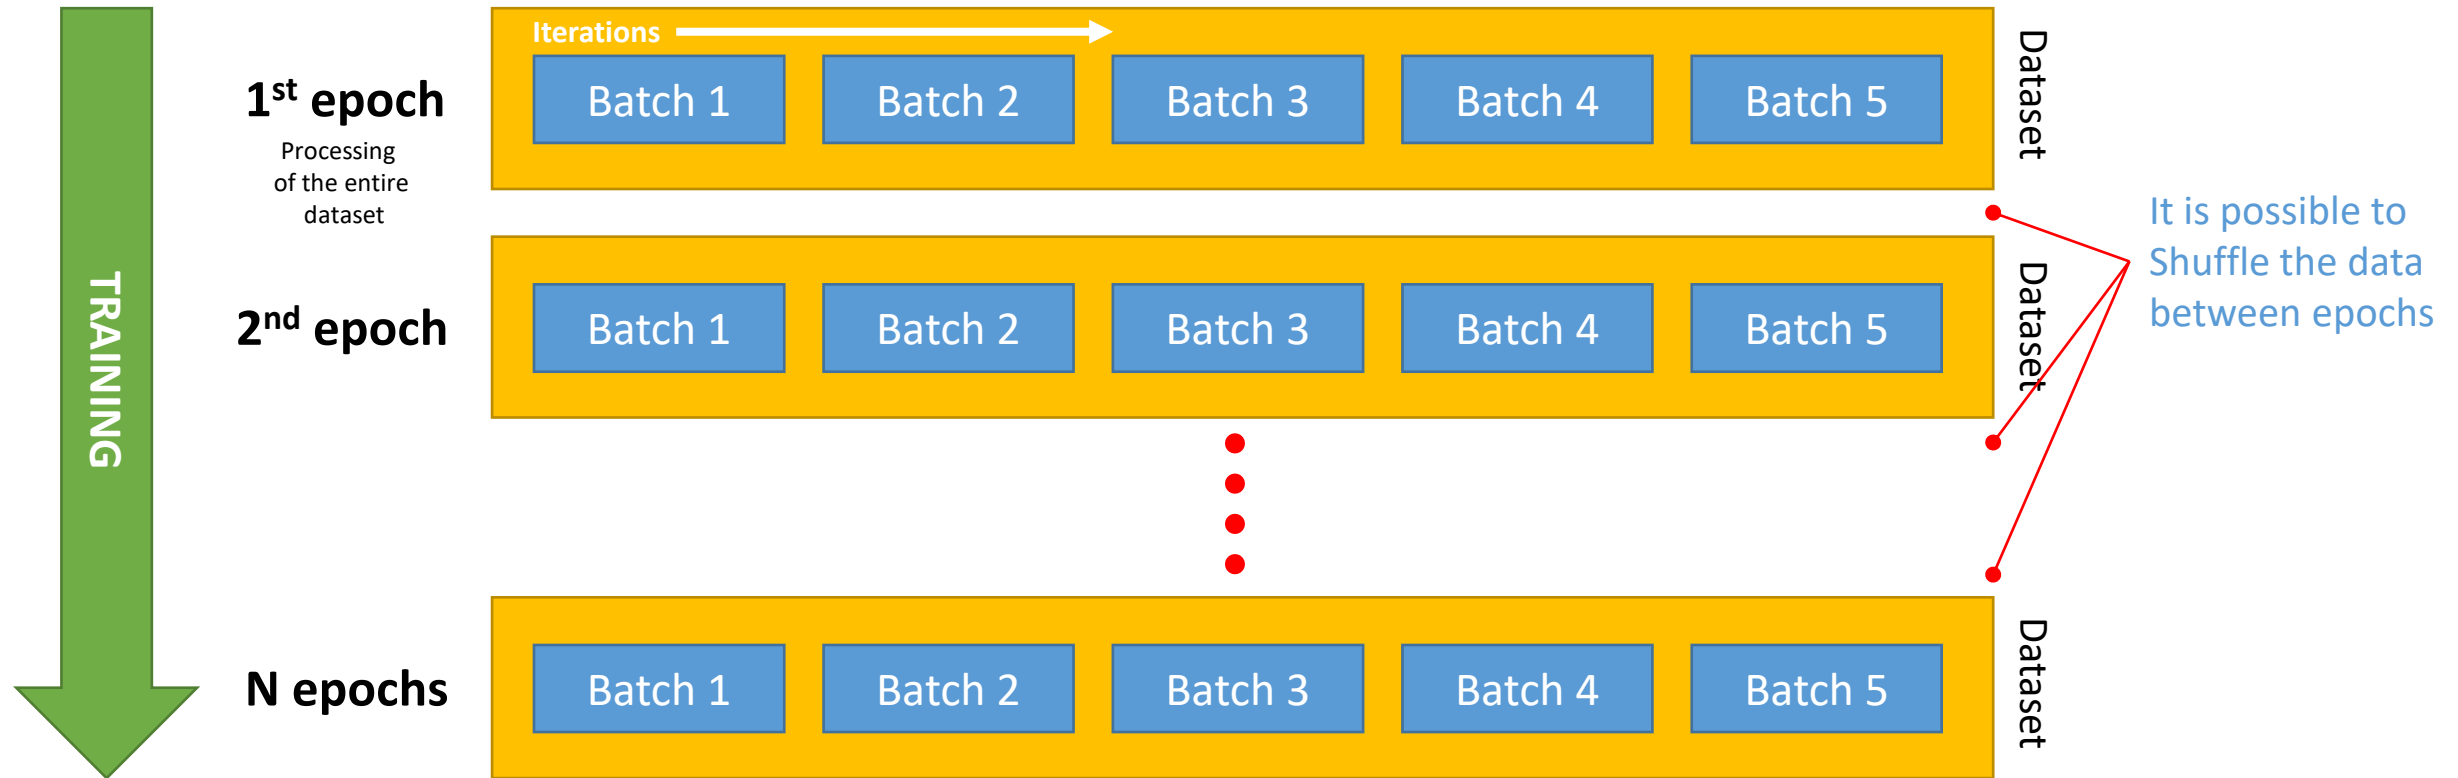 TRAINING
Iterations
1st epoch
Processing
of the entire
dataset
Batch 1
Batch 2
Batch 3
Batch 4
Batch 5
Dataset
2nd epoch
Batch 1
Batch 2
Batch 3
Batch 4
Batch 5
Dataset
It is possible to
Shuffle the data
between epochs
N epochs
Batch 1
Batch 2
Batch 3
Batch 4
Batch 5
Dataset